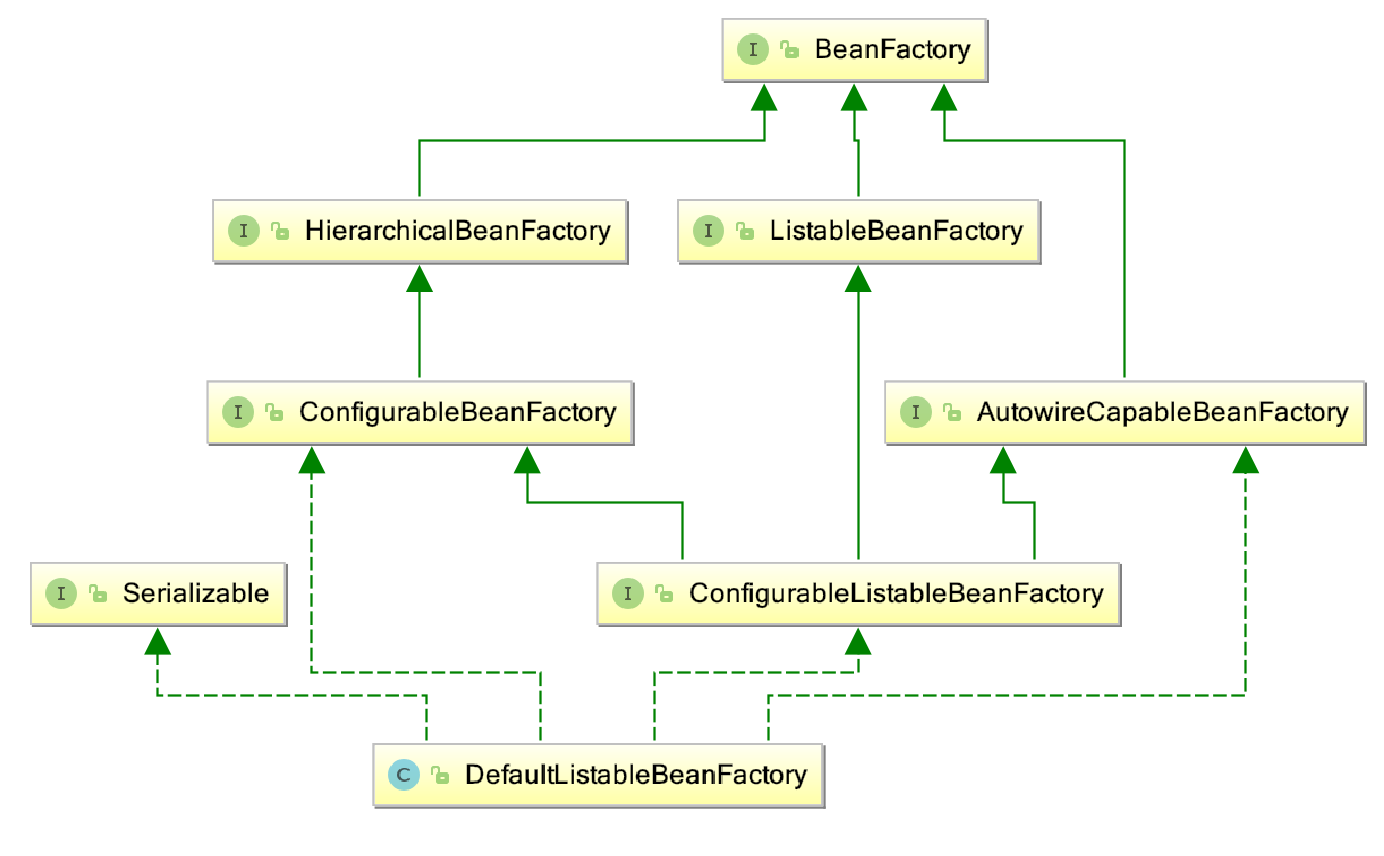 I BeanFactory
I HierarchicalBeanFactory
I ListableBeanFactory
I ConfigurableBeanFactory
I AutowireCapableBeanFactory
I Serializable
I ConfigurableListableBeanFactory
C DefaultListableBeanFactory